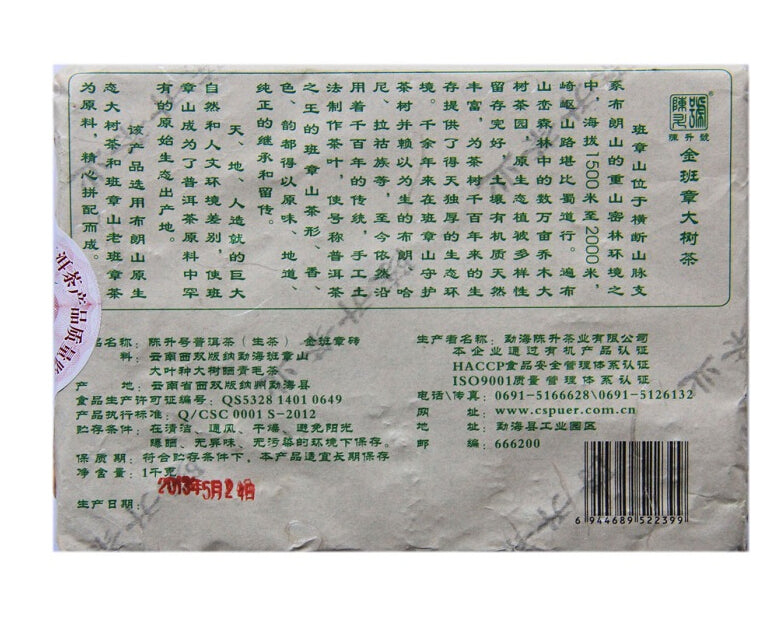 陈升號
陳升號
金班章大树茶
班章山位于横断山脉支
系布朗山的重山密林环境之
中，海拔1500米至2000米，
崎岖山路堪比蜀道行。遍布
山峦森林中的数万亩乔木大
树茶园，原生态植被多样性
留存完好，土壤有机质天然
丰富，为茶树千百年来的生
存提供了得天独厚的生态环
境。千余年来在班章山守护
茶树并赖以为生的布朗、哈
尼、拉祜族等，至今依然沿
用着千百年的传统，手工土
法制作茶叶，使号称普洱茶
之王的班章山茶形、香、
色、韵都得以原味、地道、
纯正的继承和留传。
天、地、人造就的巨大
自然和人文环境差别，使班
章山成为了普洱茶原料中罕
有的原始生态出产地。
该产品选用布朗山原生
态大树茶和班章山老班章茶
为原料，精心拼配而成。
洱茶产品质量
品名称：陈升号普洱茶（生茶） 金班章砖
料：云南西双版纳勐海班章山
大叶种大树晒青毛茶
产 地：云南省西双版纳州勐海县
食品生产许可证编号：QS5328 1401 0649
产品执行标准：Q/CSC 0001 S-2012
贮存条件：在清洁、通风、干燥、避免阳光
曝晒、无异味、无污染的环境下保存。
保质期：符合贮存条件下，本产品适宜长期保存
净含量：1千克
生产日期：2013年5月24日
生产者名称：勐海陈升茶业有限公司
本企业通过有机产品认证
HACCP食品安全管理体系认证
ISO9001质量管理体系认证
电话\传真：0691-5166628\0691-5126132
网 址：www.cspuer.com.cn
地 址：勐海县工业园区
邮 编：666200
6 944689 522399